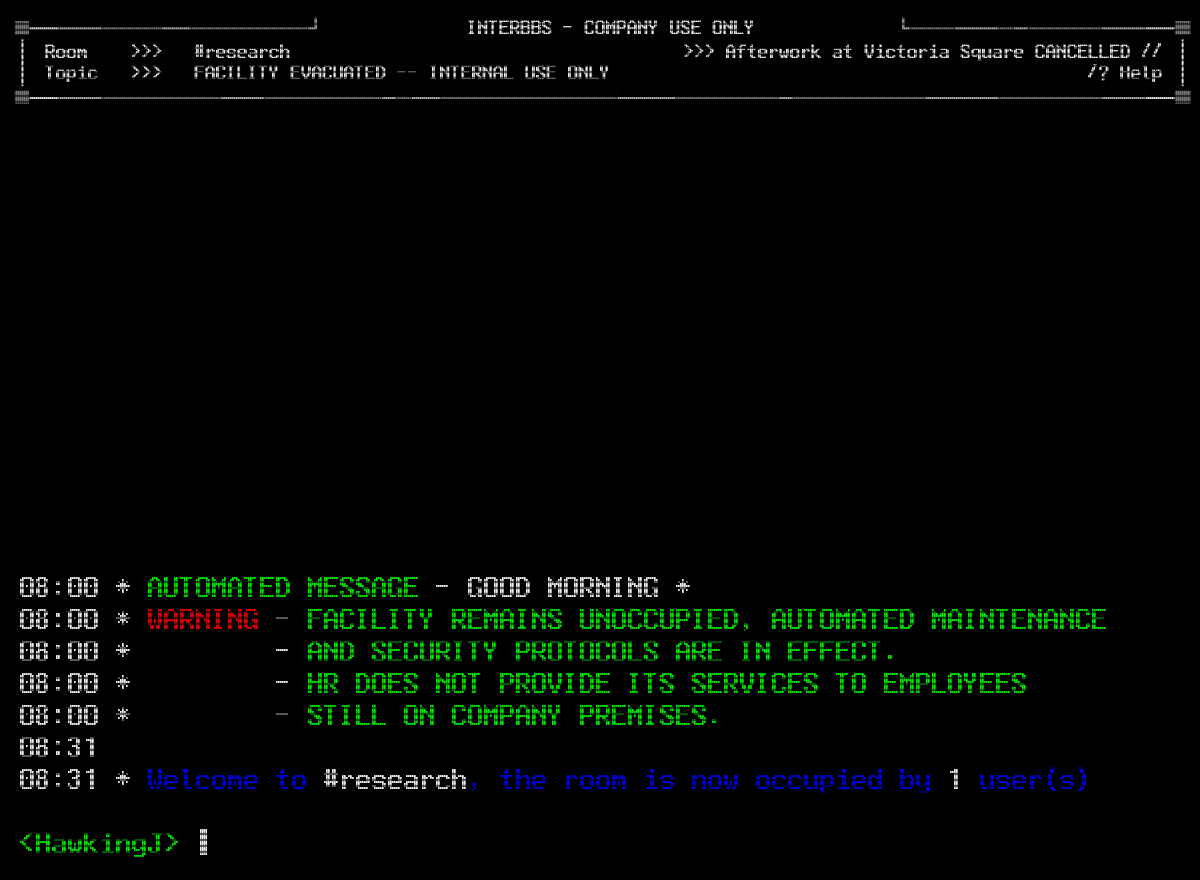 INTERBBS - COMPANY USE ONLY
Room >>> #research >>> Afterwork at Victoria Square CANCELLED //
Topic >>> FACILITY EVACUATED -- INTERNAL USE ONLY /? Help
08:00 * AUTOMATED MESSAGE - GOOD MORNING *
08:00 * WARNING - FACILITY REMAINS UNOCCUPIED, AUTOMATED MAINTENANCE
08:00 * - AND SECURITY PROTOCOLS ARE IN EFFECT.
08:00 * - HR DOES NOT PROVIDE ITS SERVICES TO EMPLOYEES
08:00 * - STILL ON COMPANY PREMISES.
08:31
08:31 * Welcome to #research, the room is now occupied by 1 user(s)
<HawkingJ>